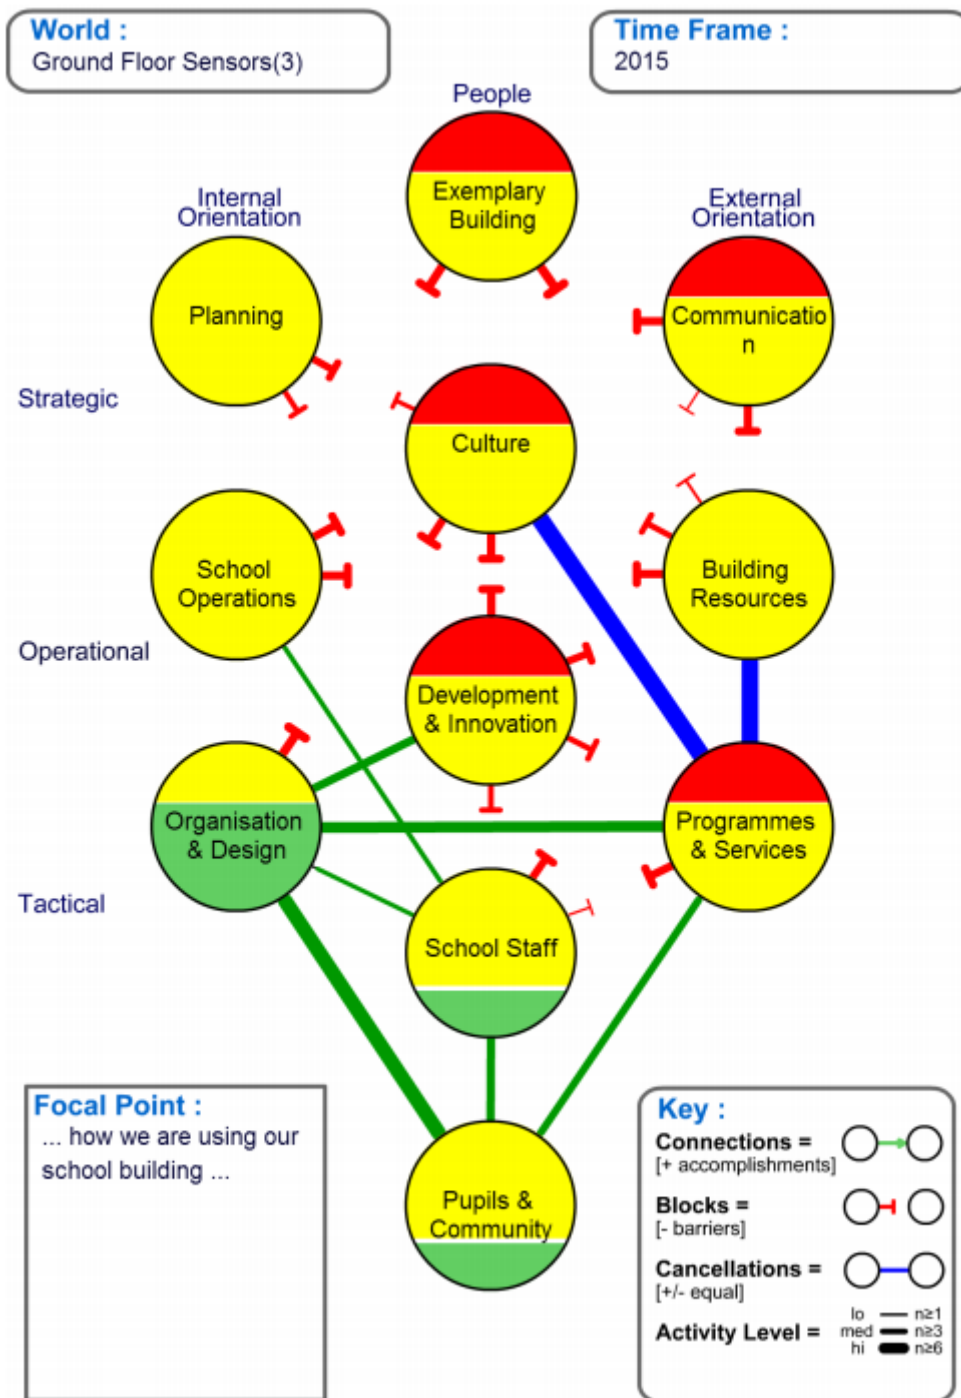 World :
Ground Floor Sensors(3)
Time Frame :
2015
People
Internal
Orientation
External
Orientation
Exemplary
Building
Planning
Communicatio
n
Strategic
Culture
School
Operations
Building
Resources
Operational
Development
& Innovation
Organisation
& Design
Programmes
& Services
Tactical
School Staff
Pupils &
Community
Focal Point :
... how we are using our
school building ...
Key :
Connections =
[+ accomplishments]
Blocks =
[- barriers]
Cancellations =
[+/- equal]
Activity Level =
lo n≥1
med n≥3
hi n≥6